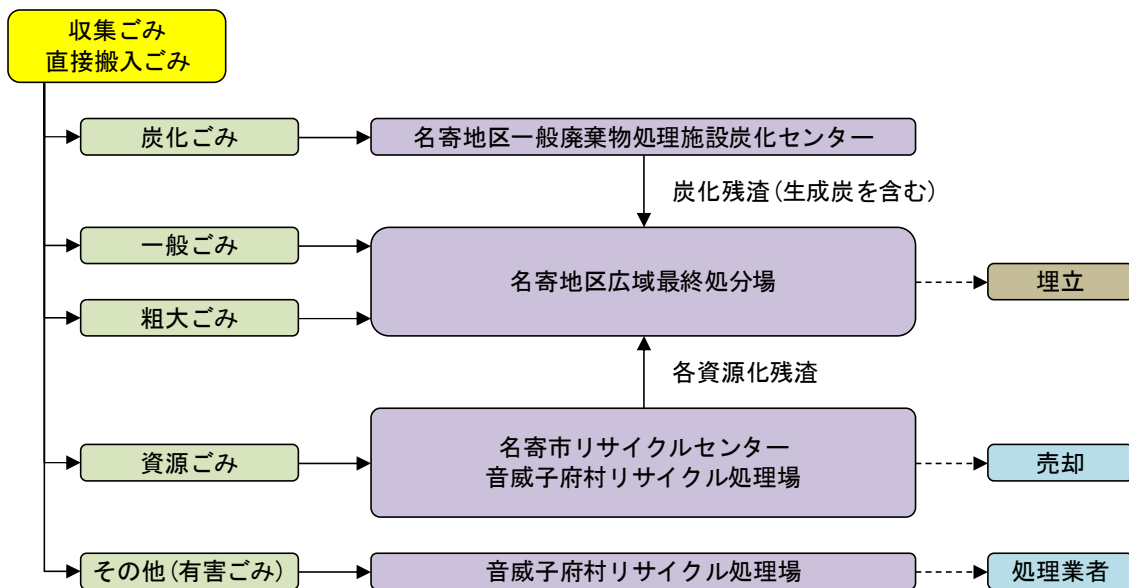 収集ごみ
直接搬入ごみ
炭化ごみ
名寄地区一般廃棄物処理施設炭化センター
炭化残渣(生成炭を含む)
一般ごみ
名寄地区広域最終処分場
埋立
粗大ごみ
各資源化残渣
資源ごみ
名寄市リサイクルセンター
音威子府村リサイクル処理場
売却
その他(有害ごみ)
音威子府村リサイクル処理場
処理業者